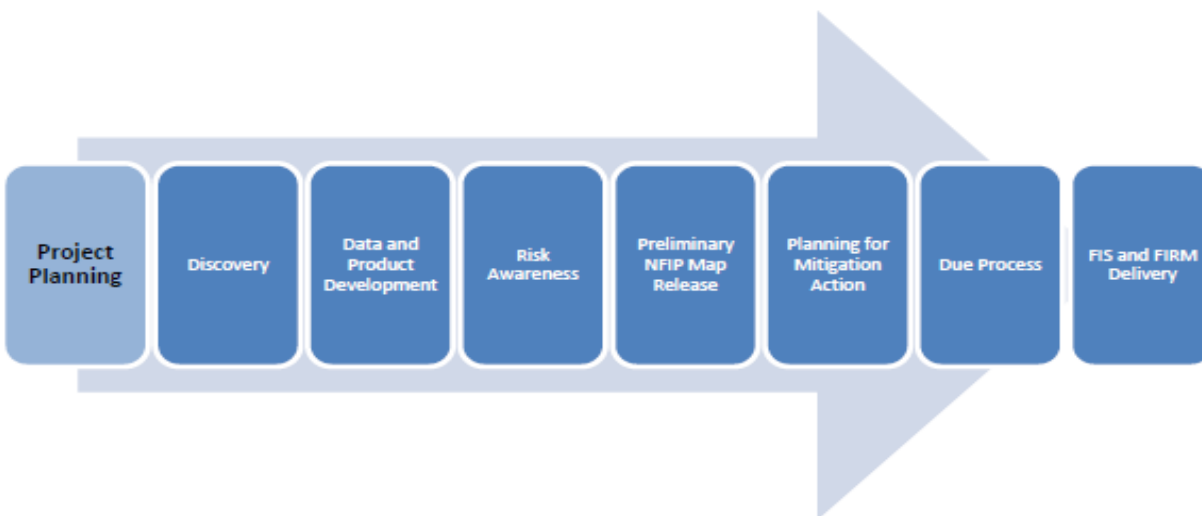 Project
Planning
Discovery
Data and
Product
Development
Risk
Awareness
Preliminary
NFIP Map
Release
Planning for
Mitigation
Action
Due Process
FIS and FIRM
Delivery